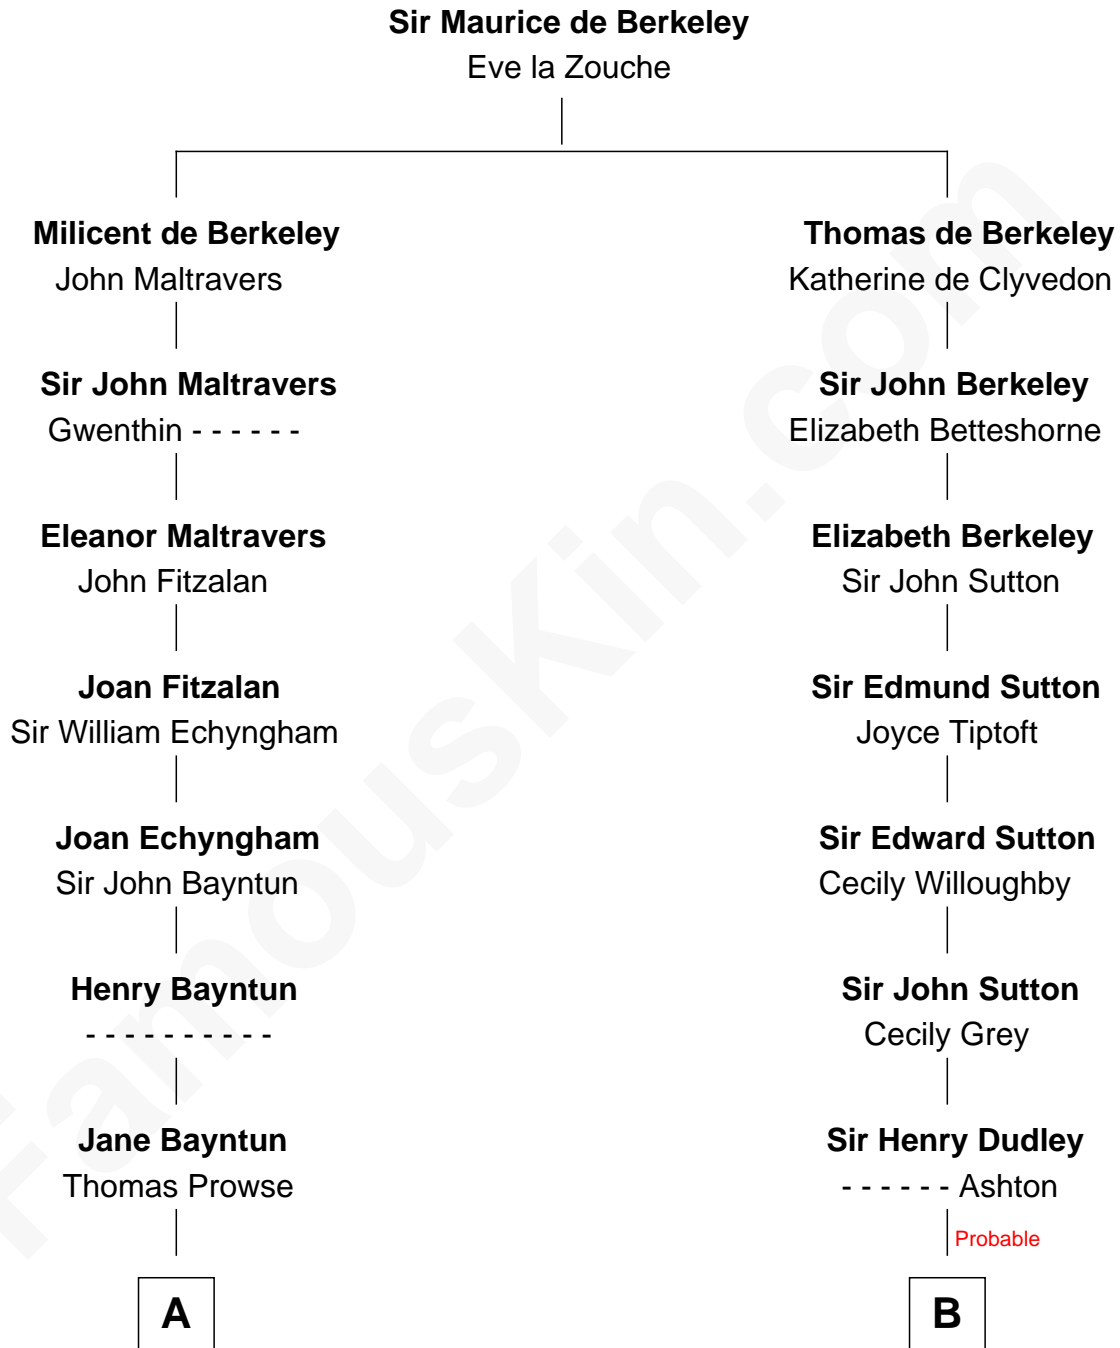 Sir Maurice de Berkeley
Eve la Zouche
Milicent de Berkeley
John Maltravers
Thomas de Berkeley
Katherine de Clyvedon
Sir John Maltravers
Gwenthin - - - - - -
Sir John Berkeley
Elizabeth Betteshorne
Eleanor Maltravers
John Fitzalan
Elizabeth Berkeley
Sir John Sutton
Joan Fitzalan
Sir William Echyngham
Sir Edmund Sutton
Joyce Tiptoft
Joan Echyngham
Sir John Bayntun
Sir Edward Sutton
Cecily Willoughby
Henry Bayntun
- - - - - - - - - -
Sir John Sutton
Cecily Grey
Jane Bayntun
Thomas Prowse
Sir Henry Dudley
- - - - - - Ashton
Probable
A
B
FamousKin.com